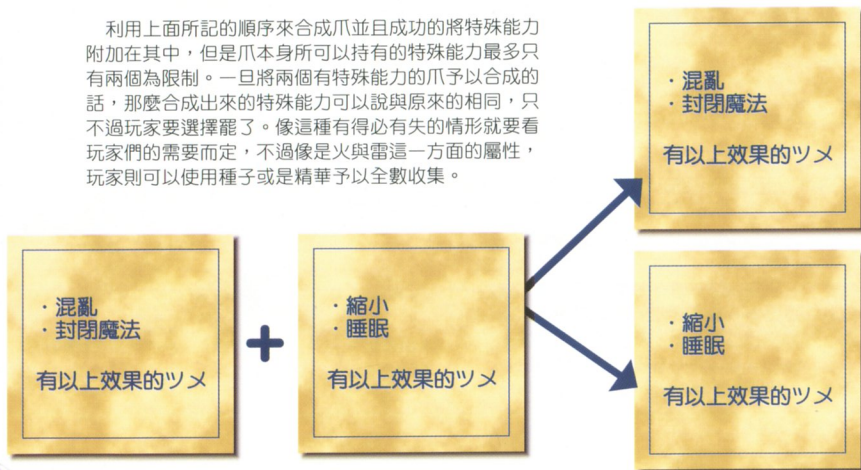 利用上面所記的順序來合成爪並且成功的將特殊能力
附加在其中，但是爪本身所可以持有的特殊能力最多只
有兩個為限制。一旦將兩個有特殊能力的爪予以合成的
話，那麼合成出來的特殊能力可以說與原來的相同，只
不過玩家要選擇罷了。像這種有得必有失的情形就要看
玩家們的需要而定，不過像是火與雷這一方面的屬性，
玩家則可以使用種子或是精華予以全數收集。
・混亂
・封閉魔法
有以上效果的ツメ
+
・縮小
・睡眠
有以上效果的ツメ
・混亂
・封閉魔法
有以上效果的ツメ
・縮小
・睡眠
有以上效果的ツメ